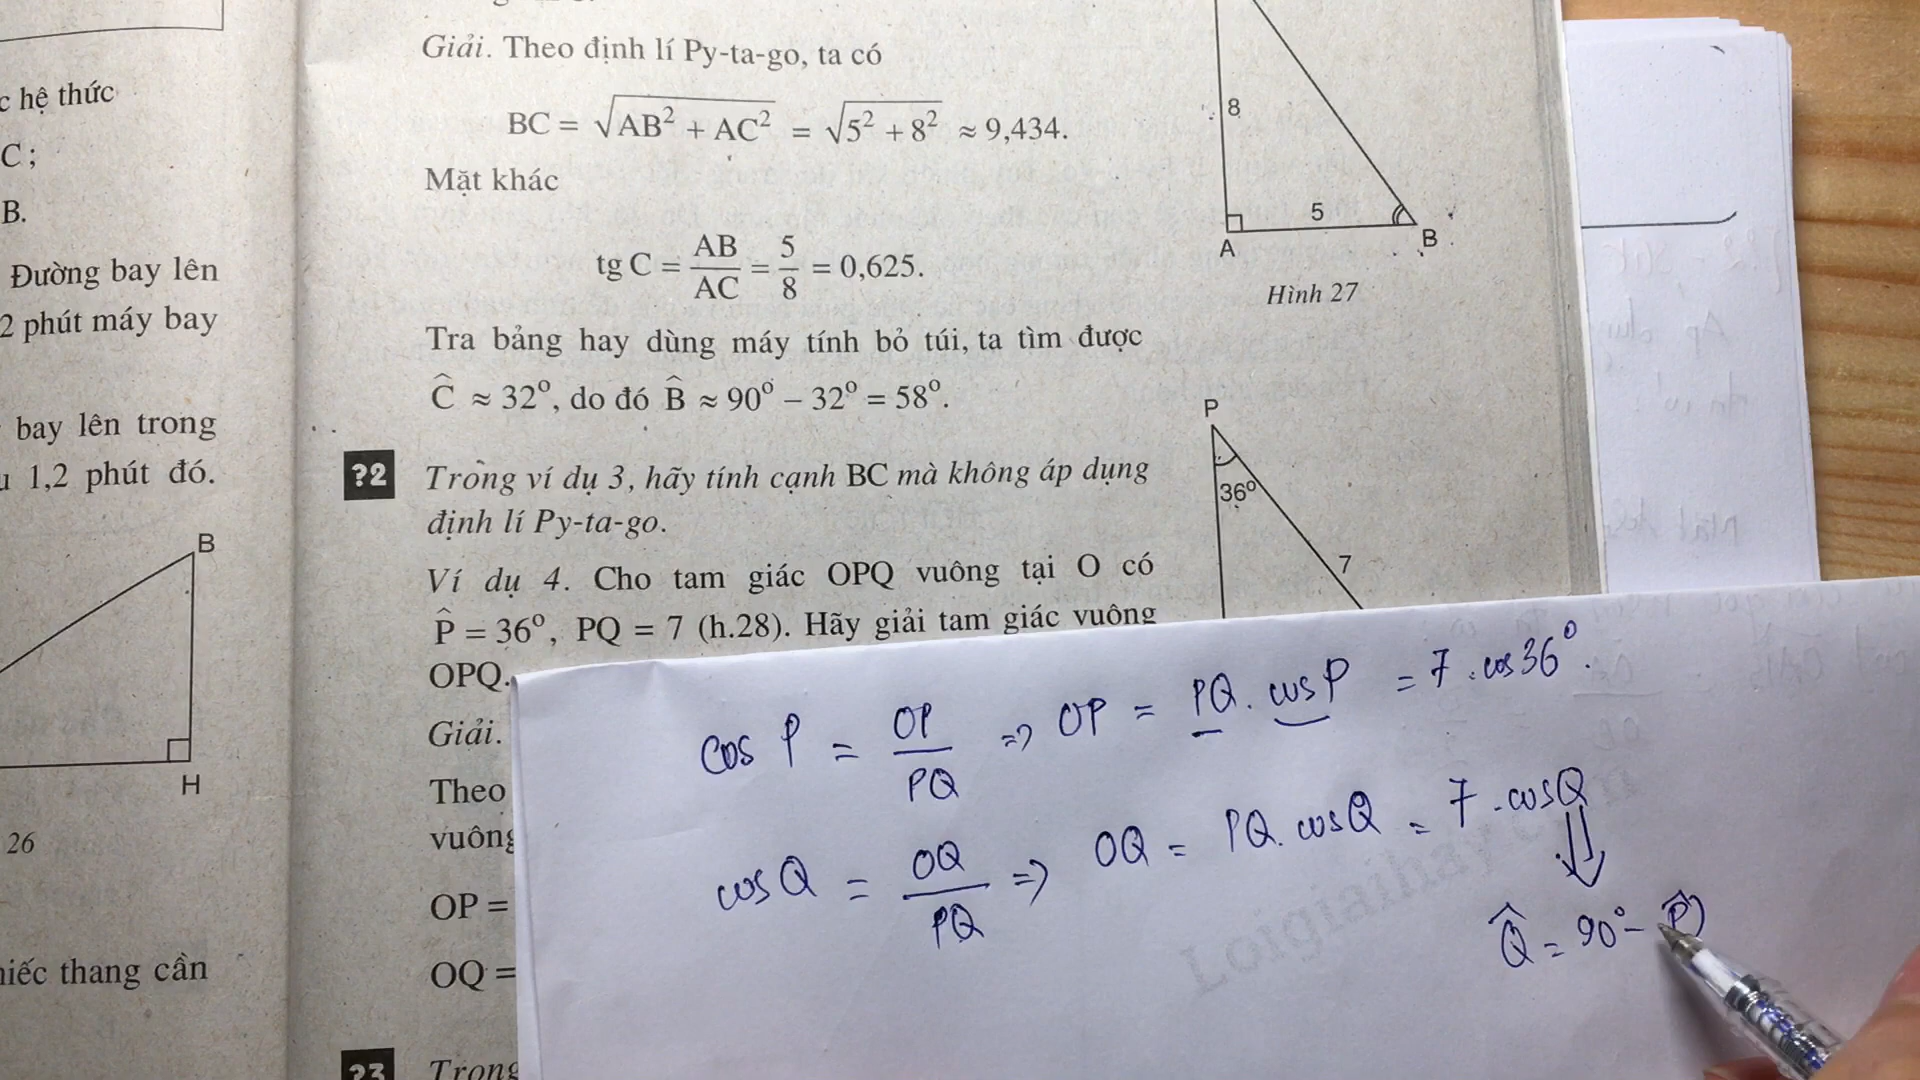 c hệ thức
C ;
B.
Đường bay lên
2 phút máy bay
bay lên trong
1,2 phút đó.
B
H
26
hiếc thang cần
Giải. Theo định lí Py-ta-go, ta có
BC = √AB² + AC² = √5² + 8² ≈ 9,434.
Mặt khác
tg C = AB/AC = 5/8 = 0,625.
Tra bảng hay dùng máy tính bỏ túi, ta tìm được
Ĉ ≈ 32°, do đó B̂ ≈ 90° – 32° = 58°.
?2 Trong ví dụ 3, hãy tính cạnh BC mà không áp dụng
định lí Py-ta-go.
Ví dụ 4. Cho tam giác OPQ vuông tại O có
P̂ = 36°, PQ = 7 (h.28). Hãy giải tam giác vuông
OPQ.
Giải.
Theo
vuông
OP =
OQ =
?3 Trong
8
5
A
B
Hình 27
P
36°
7
cos P = OP/PQ => OP = PQ. cos P = 7. cos 36°.
cos Q = OQ/PQ => OQ = PQ. cos Q = 7. cos Q
Q̂ = 90° – P̂
Loigiaihay.com